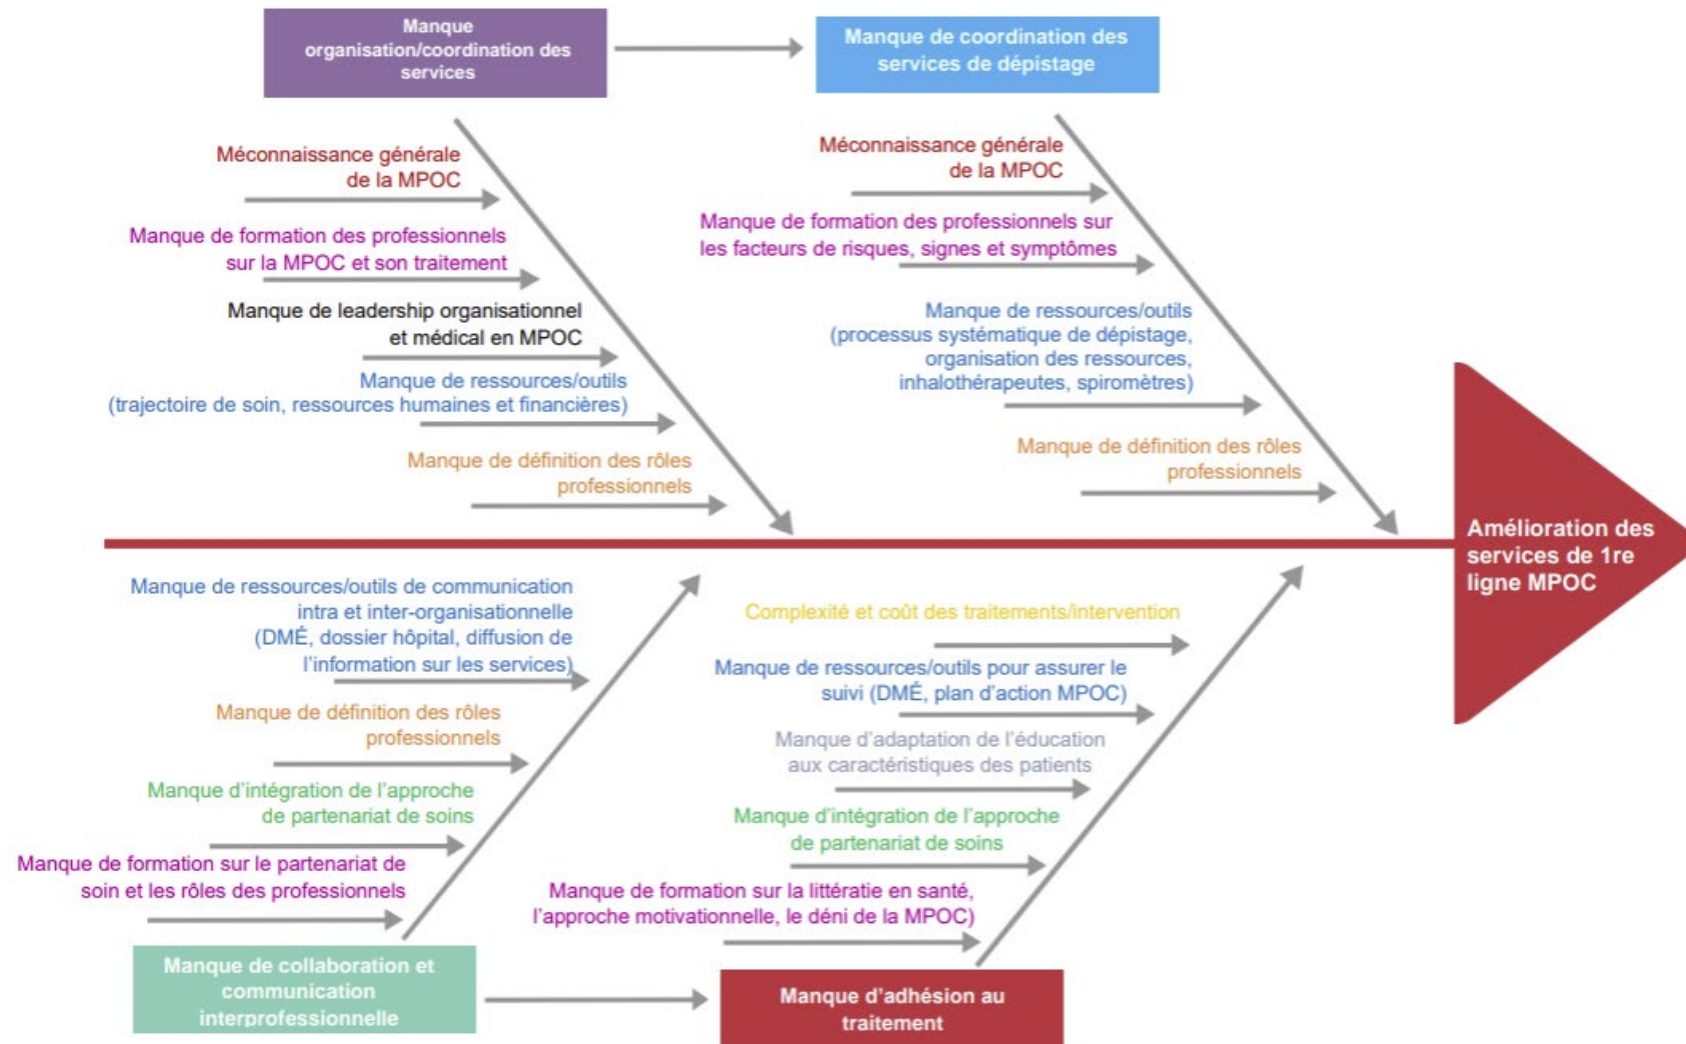 Manque
organisation/coordination des
services
Manque de coordination des
services de dépistage
Méconnaissance générale
de la MPOC
Manque de formation des professionnels
sur la MPOC et son traitement
Manque de leadership organisationnel
et médical en MPOC
Manque de ressources/outils
(trajectoire de soin, ressources humaines et financières)
Manque de définition des rôles
professionnels
Méconnaissance générale
de la MPOC
Manque de formation des professionnels sur
les facteurs de risques, signes et symptômes
Manque de ressources/outils
(processus systématique de dépistage,
organisation des ressources,
inhalothérapeutes, spiromètres)
Manque de définition des rôles
professionnels
Amélioration des
services de 1re
ligne MPOC
Manque de ressources/outils de communication
intra et inter-organisationnelle
(DMÉ, dossier hôpital, diffusion de
l'information sur les services)
Manque de définition des rôles
professionnels
Manque d'intégration de l'approche
de partenariat de soins
Manque de formation sur le partenariat de
soin et les rôles des professionnels
Complexité et coût des traitements/intervention
Manque de ressources/outils pour assurer le
suivi (DMÉ, plan d'action MPOC)
Manque d'adaptation de l'éducation
aux caractéristiques des patients
Manque d'intégration de l'approche
de partenariat de soins
Manque de formation sur la littératie en santé,
l'approche motivationnelle, le déni de la MPOC)
Manque de collaboration et
communication
interprofessionnelle
Manque d'adhésion au
traitement